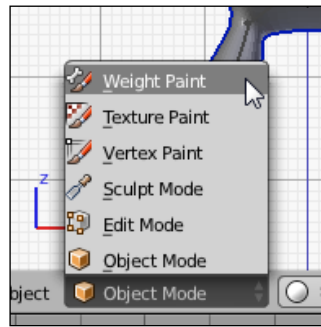 Weight Paint
Texture Paint
Vertex Paint
Sculpt Mode
z
Edit Mode
Object Mode
bject Object Mode